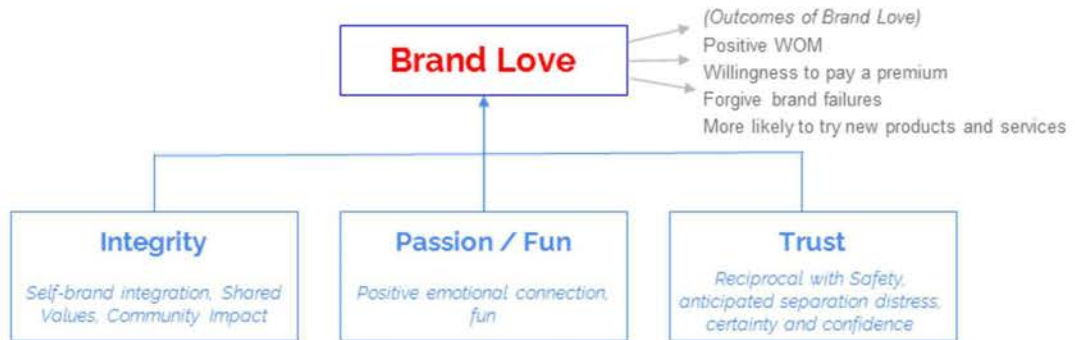 (Outcomes of Brand Love)
Positive WOM
Willingness to pay a premium
Forgive brand failures
More likely to try new products and services
Brand Love
Integrity
Self-brand integration, Shared
Values, Community Impact
Passion / Fun
Positive emotional connection,
fun
Trust
Reciprocal with Safety,
anticipated separation distress,
certainty and confidence